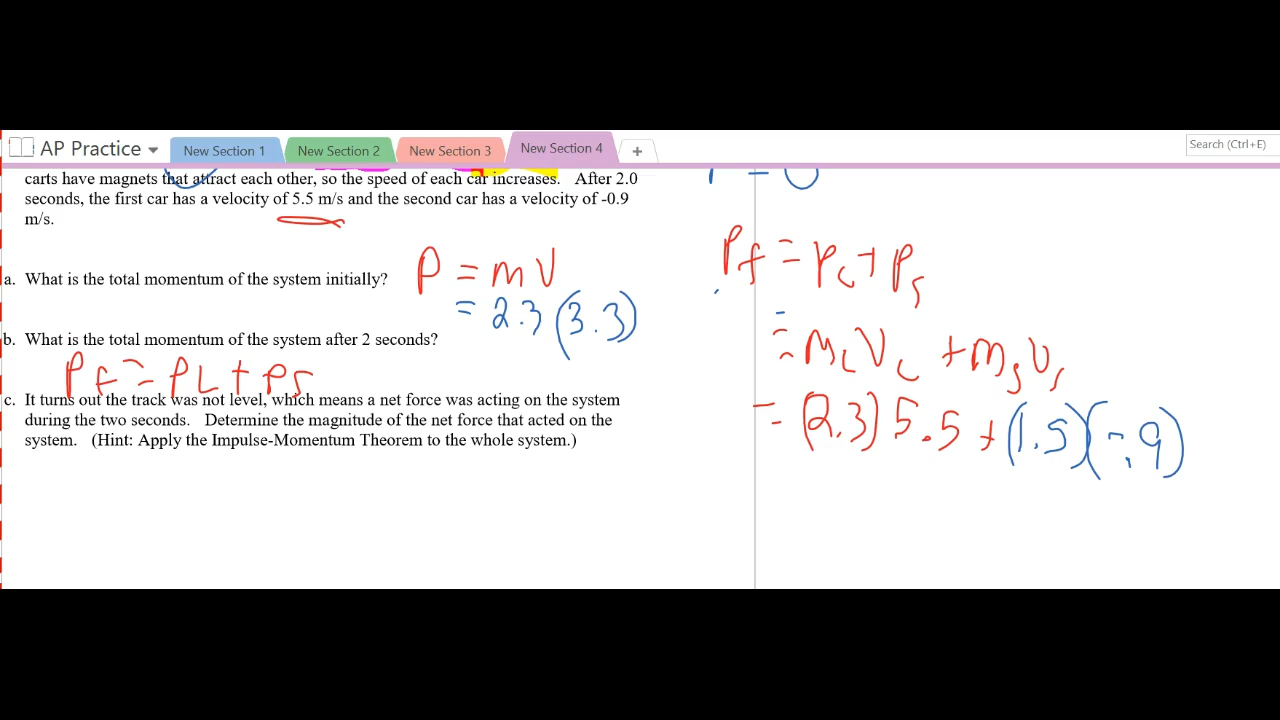 AP Practice
New Section 1
New Section 2
New Section 3
New Section 4
+
Search (Ctrl+E)
carts have magnets that attract each other, so the speed of each car increases. After 2.0
seconds, the first car has a velocity of 5.5 m/s and the second car has a velocity of -0.9
m/s.
a. What is the total momentum of the system initially?
P = mV
= 2.3 (3.3)
b. What is the total momentum of the system after 2 seconds?
Pf = PL + Ps
c. It turns out the track was not level, which means a net force was acting on the system
during the two seconds. Determine the magnitude of the net force that acted on the
system. (Hint: Apply the Impulse-Momentum Theorem to the whole system.)
Pf = PL + Ps
= mLVL + msVs
= (2.3) 5.5 + (1.5)(-.9)